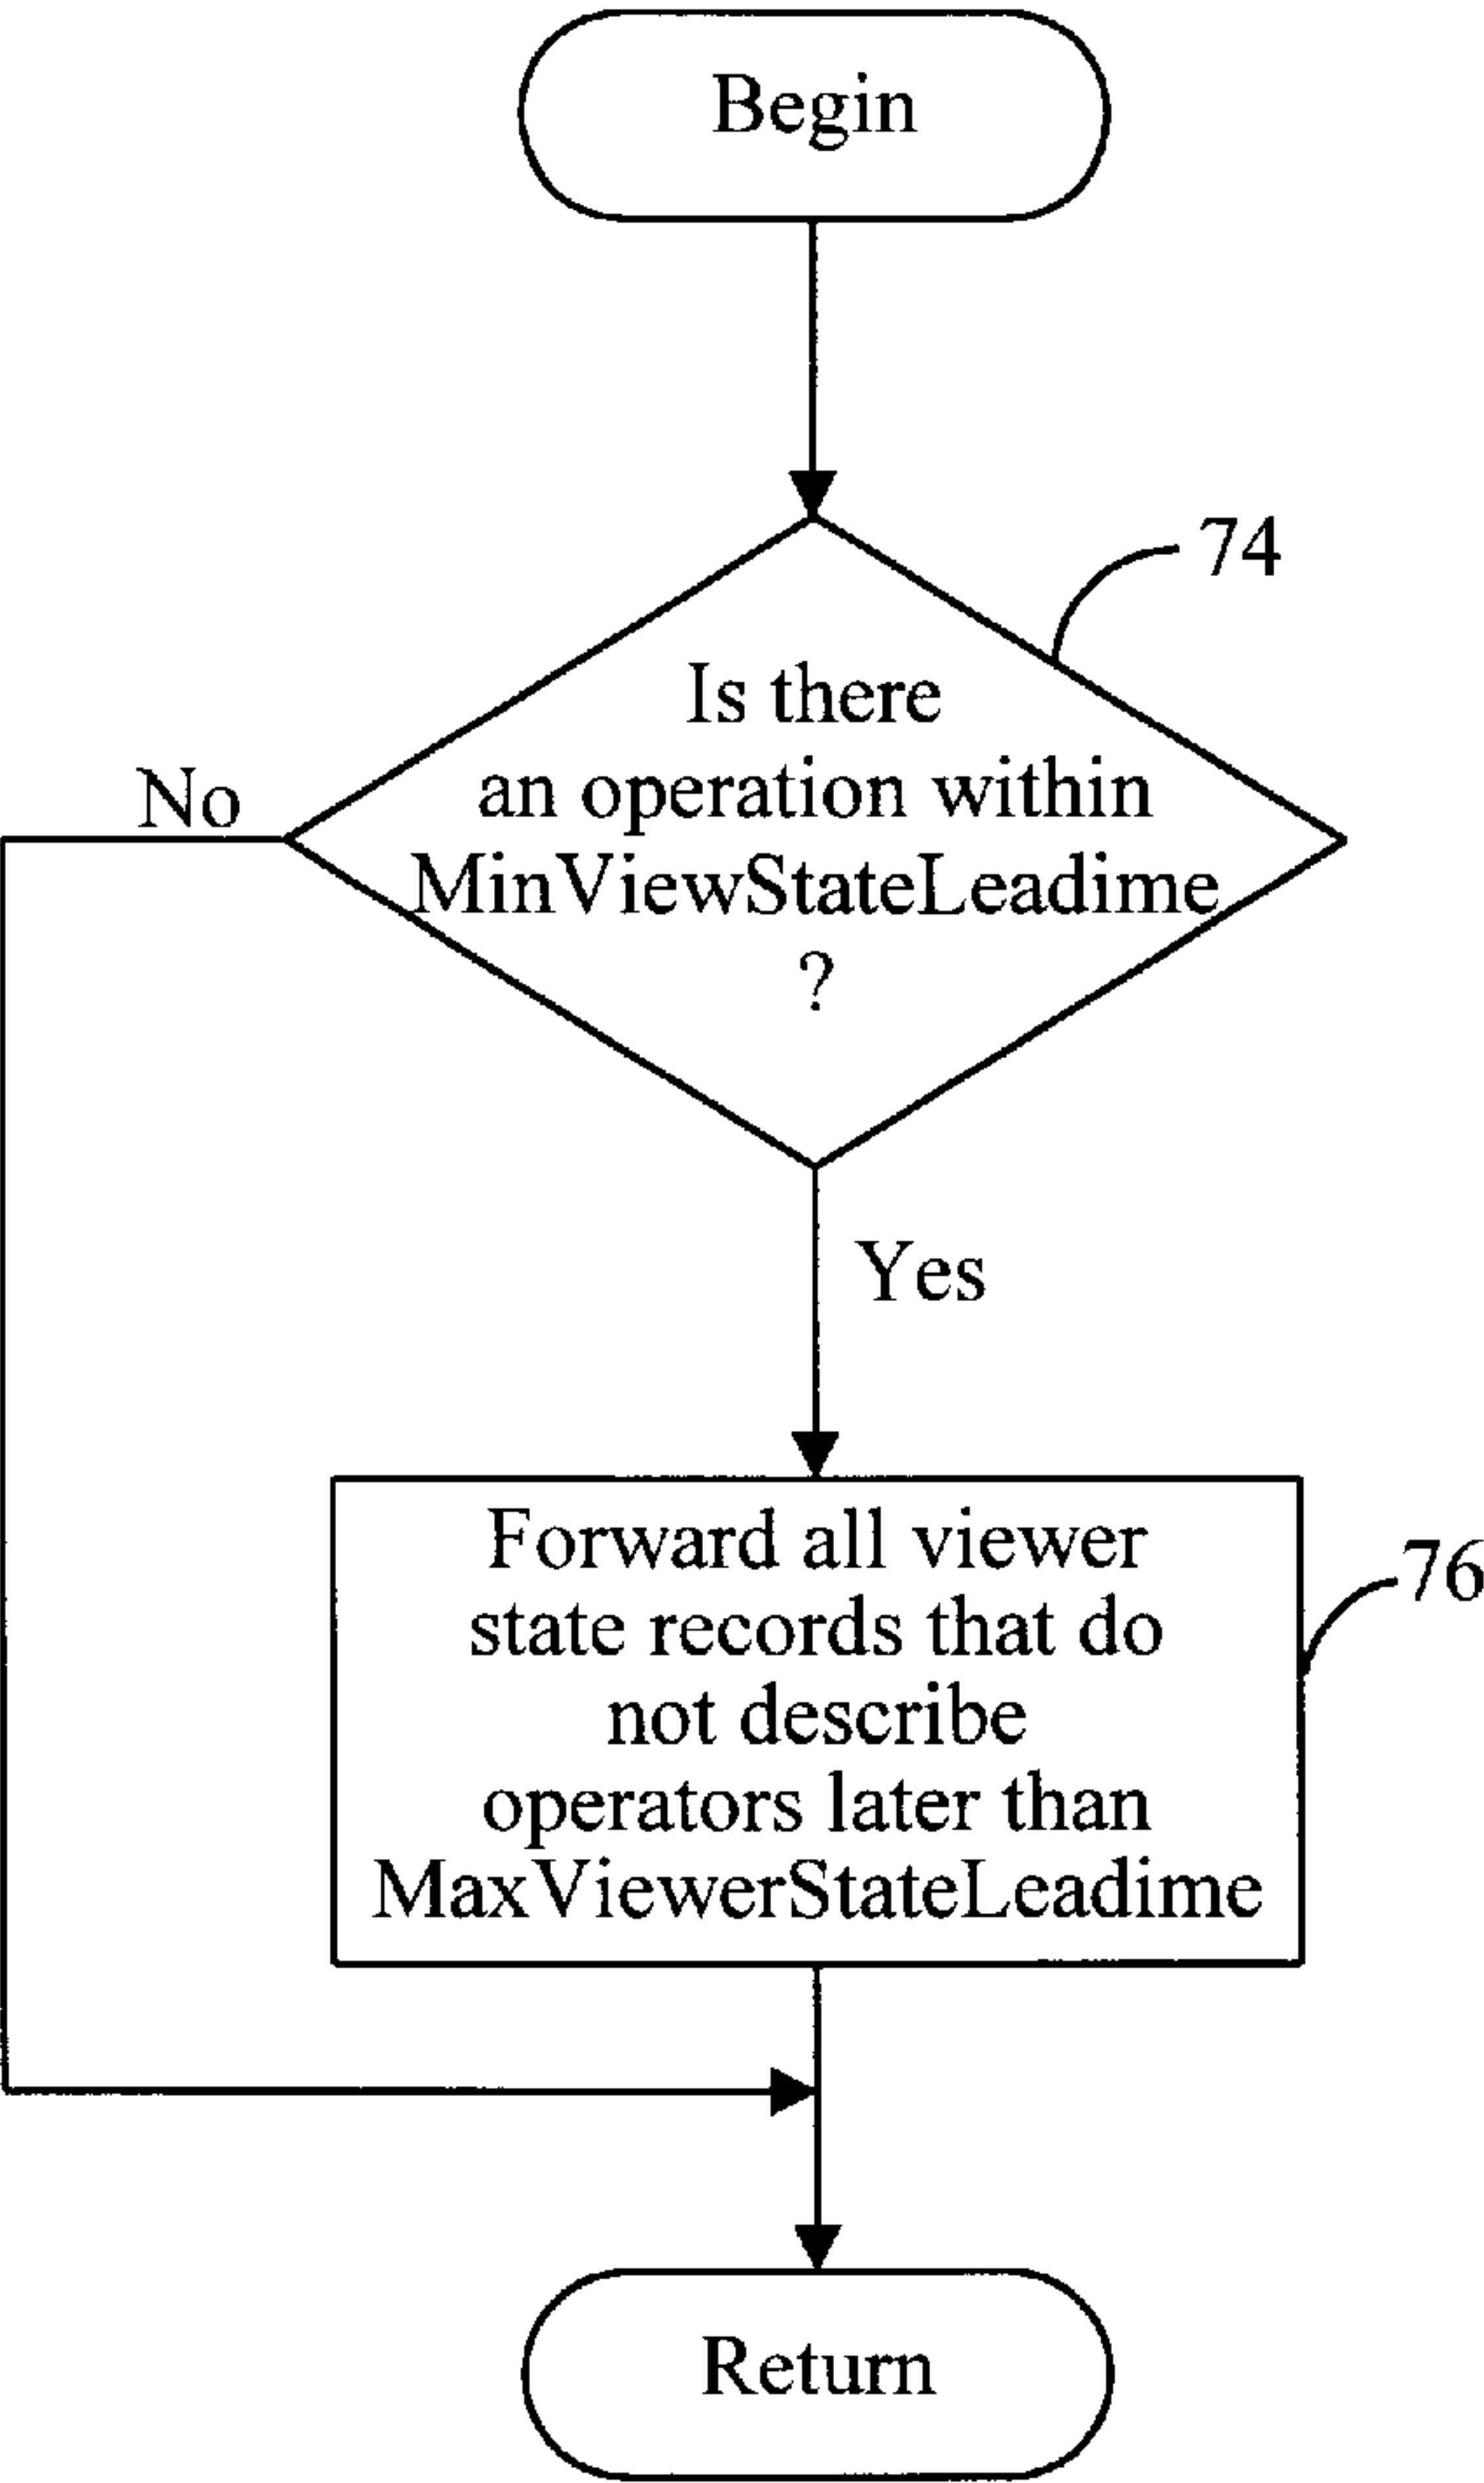 Begin
74
Is there
an operation within
MinViewStateLeadime
?
No
Yes
Forward all viewer
state records that do
not describe
operators later than
MaxViewerStateLeadime
76
Return